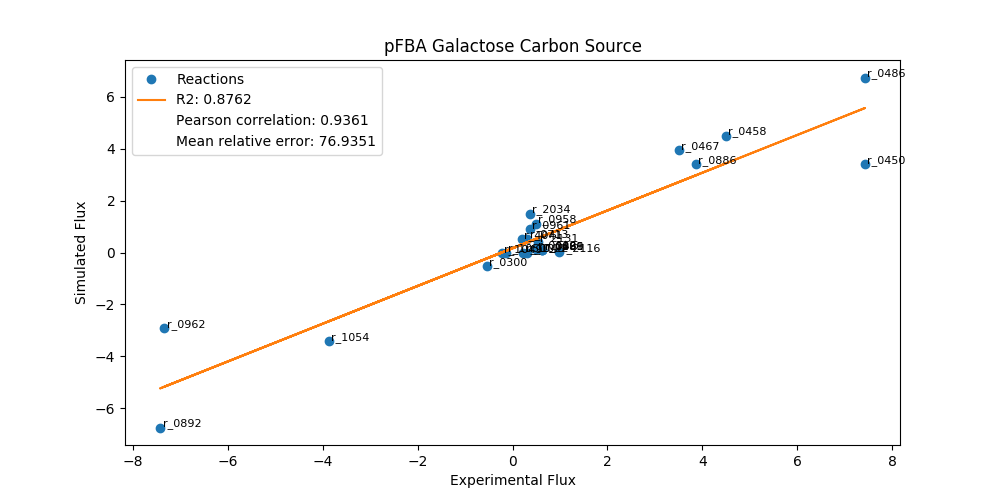 pFBA Galactose Carbon Source
Reactions
R2: 0.8762
Pearson correlation: 0.9361
Mean relative error: 76.9351
r_0486
r_0458
r_0467
r_0886
r_0450
r_2034
r_0958
r_0961
r_2116
r_0300
r_0962
r_1054
r_0892
6
4
2
0
−2
−4
−6
−8
−6
−4
−2
0
2
4
6
8
Simulated Flux
Experimental Flux